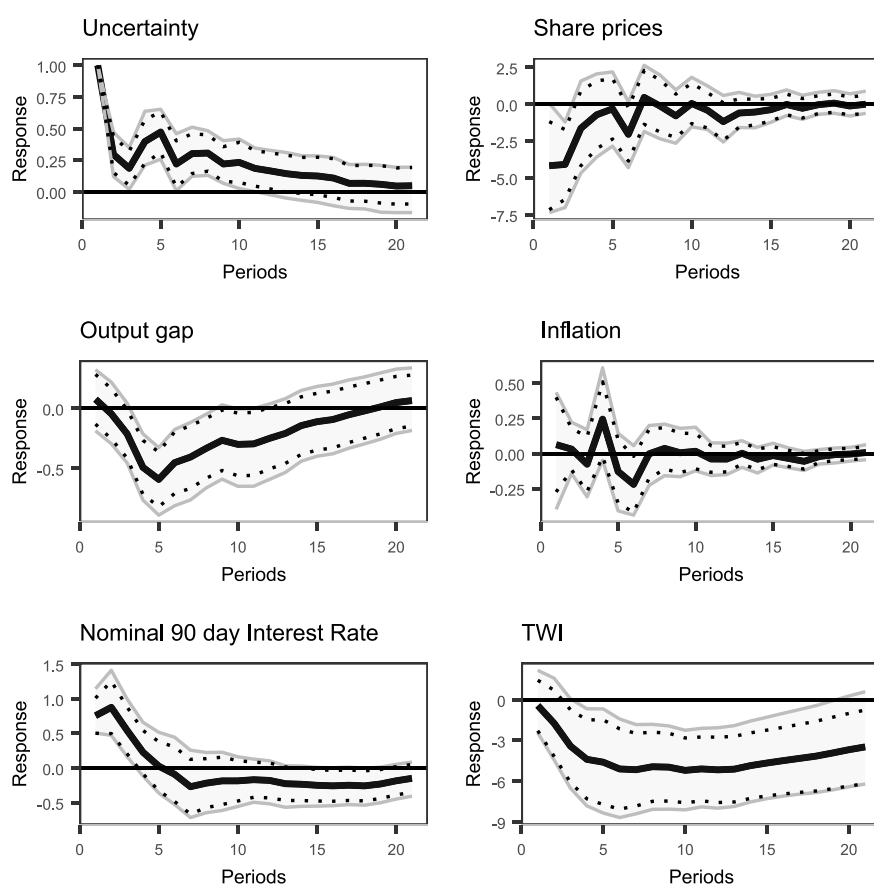 Uncertainty
Response
1.00
0.75
0.50
0.25
0.00
0 5 10 15 20
Periods
Share prices
Response
2.5
0.0
-2.5
-5.0
-7.5
0 5 10 15 20
Periods
Output gap
Response
0.0
-0.5
0 5 10 15 20
Periods
Inflation
Response
0.50
0.25
0.00
-0.25
0 5 10 15 20
Periods
Nominal 90 day Interest Rate
Response
1.5
1.0
0.5
0.0
-0.5
0 5 10 15 20
Periods
TWI
Response
0
-3
-6
-9
0 5 10 15 20
Periods